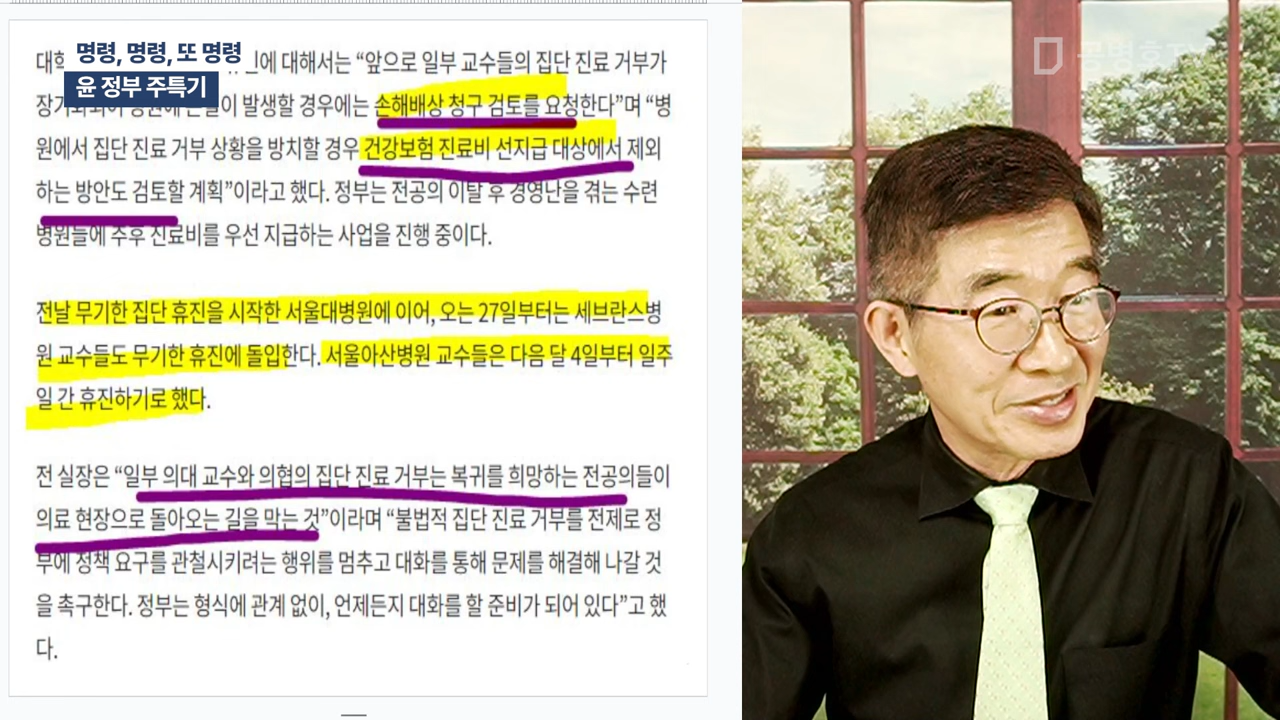 명령, 명령, 또 명령
윤 정부 주특기
대학 인에 대해서는 “앞으로 일부 교수들의 집단 진료 거부가
이 발생할 경우에는 손해배상 청구 검토를 요청한다”며 “병
원에서 집단 진료 거부 상황을 방치할 경우 건강보험 진료비 선지급 대상에서 제외
하는 방안도 검토할 계획”이라고 했다. 정부는 전공의 이탈 후 경영난을 겪는 수련
병원들에 추후 진료비를 우선 지급하는 사업을 진행 중이다.
전날 무기한 집단 휴진을 시작한 서울대병원에 이어, 오는 27일부터는 세브란스병
원 교수들도 무기한 휴진에 돌입한다. 서울아산병원 교수들은 다음 달 4일부터 일주
일 간 휴진하기로 했다.
전 실장은 “일부 의대 교수와 의협의 집단 진료 거부는 복귀를 희망하는 전공의들이
의료 현장으로 돌아오는 길을 막는 것”이라며 “불법적 집단 진료 거부를 전제로 정
부에 정책 요구를 관철시키려는 행위를 멈추고 대화를 통해 문제를 해결해 나갈 것
을 촉구한다. 정부는 형식에 관계 없이, 언제든지 대화를 할 준비가 되어 있다”고 했
다.